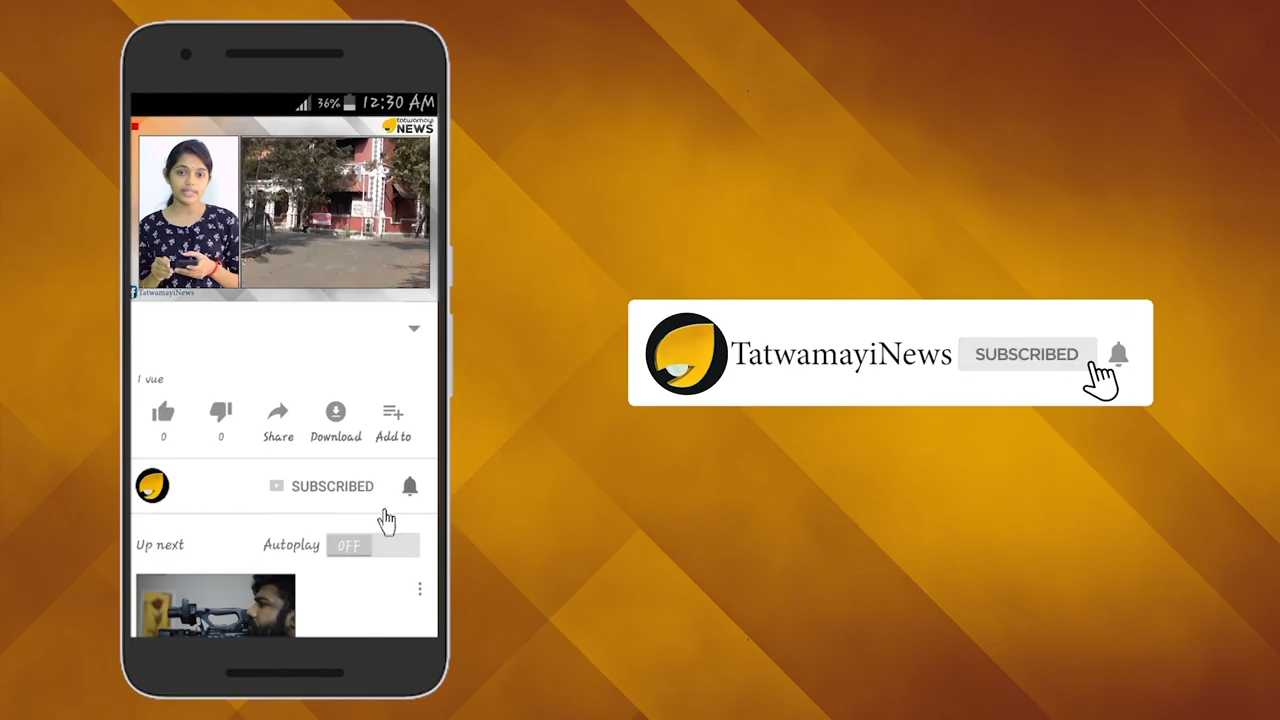 36% 12:30 AM
tatwamayi
NEWS
TatwamayiNews
1 vue
0 0 Share Download Add to
SUBSCRIBED
Up next Autoplay OFF
TatwamayiNews SUBSCRIBED